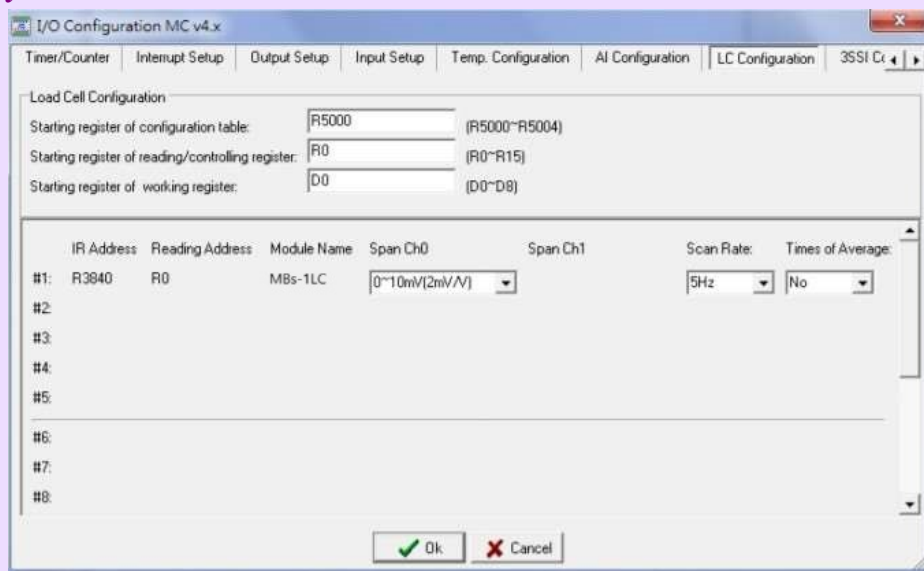 I/O Configuration MC v4.x
Timer/Counter Interrupt Setup Output Setup Input Setup Temp. Configuration AI Configuration LC Configuration 3SSI Cc
Load Cell Configuration
Starting register of configuration table: R5000 (R5000~R5004)
Starting register of reading/controlling register: R0 (R0~R15)
Starting register of working register: D0 (D0~D8)
IR Address Reading Address Module Name Span Ch0 Span Ch1 Scan Rate: Times of Average:
#1: R3840 R0 MBs-1LC 0~10mV(2mV/V) 5Hz No
#2:
#3:
#4:
#5:
#6:
#7:
#8:
Ok Cancel